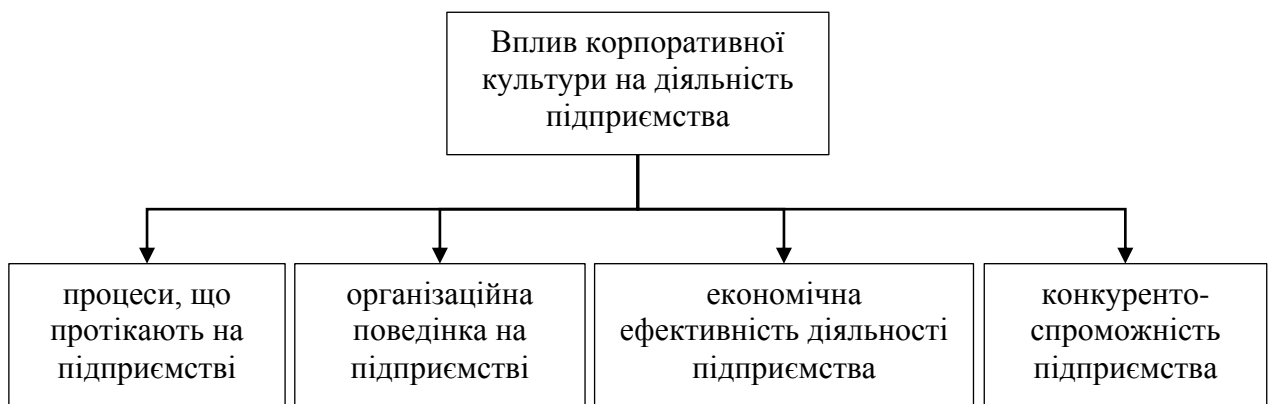 Вплив корпоративної
культури на діяльність
підприємства
процеси, що
протікають на
підприємстві
організаційна
поведінка на
підприємстві
економічна
ефективність діяльності
підприємства
конкуренто-
спроможність
підприємства